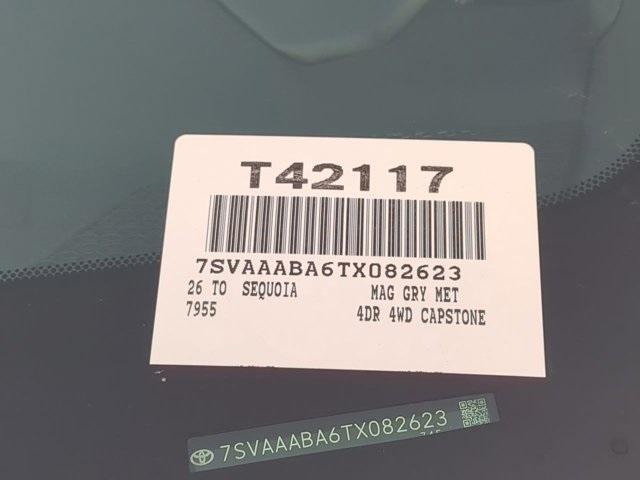 T42117
7SVAAABA6TX082623
26 TO SEQUOIA MAG GRY MET
7955 4DR 4WD CAPSTONE
7SVAAABA6TX082623